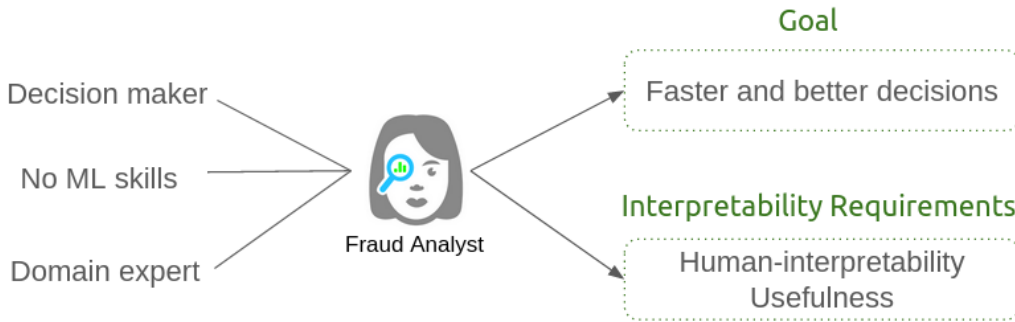 Decision maker
No ML skills
Domain expert
Fraud Analyst
Goal
Faster and better decisions
Interpretability Requirements
Human-interpretability
Usefulness